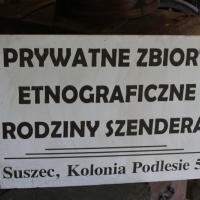 PRYWATNE ZBIOR
ETNOGRAFICZNE
RODZINY SZENDERA
Suszec, Kolonia Podlesie 5